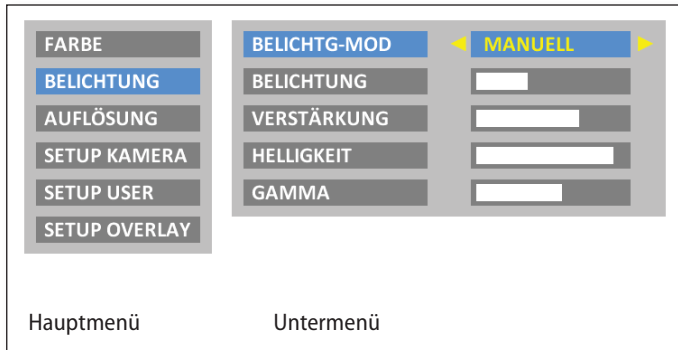 FARBE
BELICHTUNG
AUFLÖSUNG
SETUP KAMERA
SETUP USER
SETUP OVERLAY
BELICHTG-MOD MANUELL
BELICHTUNG
VERSTÄRKUNG
HELLIGKEIT
GAMMA
Hauptmenü Untermenü